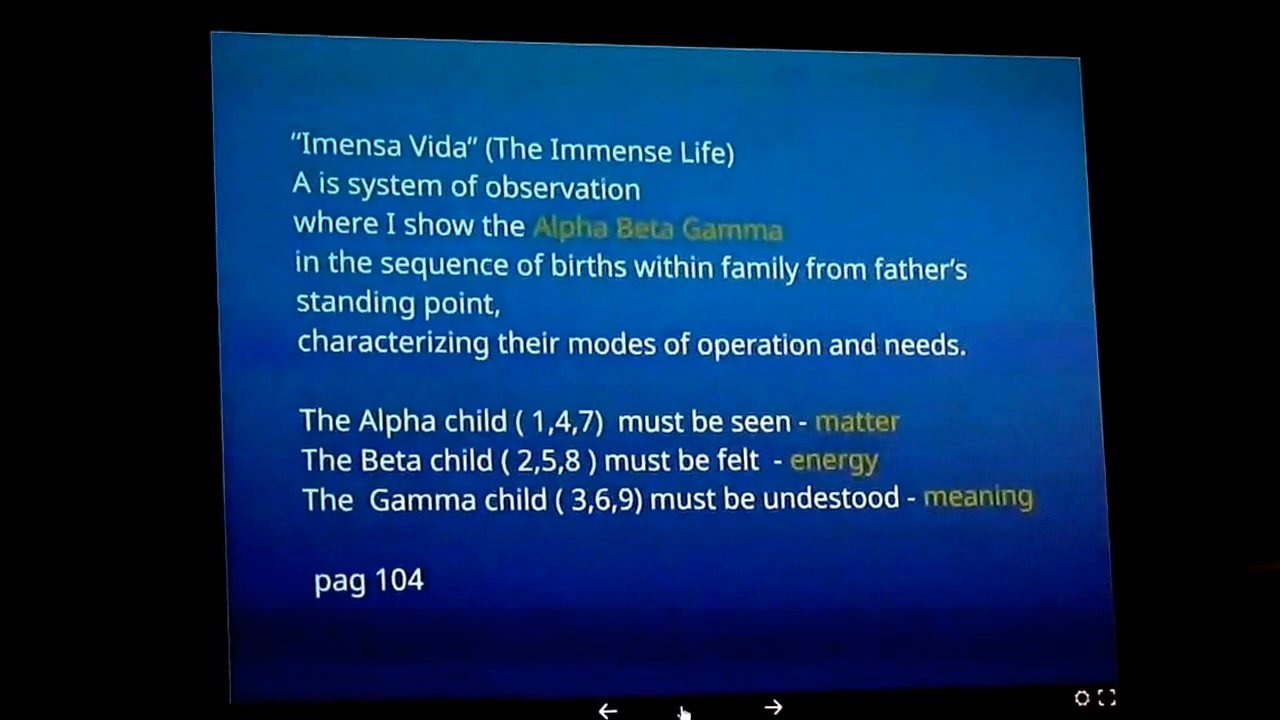 “Imensa Vida” (The Immense Life)
A is system of observation
where I show the Alpha Beta Gamma
in the sequence of births within family from father’s
standing point,
characterizing their modes of operation and needs.
The Alpha child ( 1,4,7)  must be seen - matter
The Beta child ( 2,5,8 ) must be felt  - energy
The  Gamma child ( 3,6,9) must be undestood - meaning
pag 104